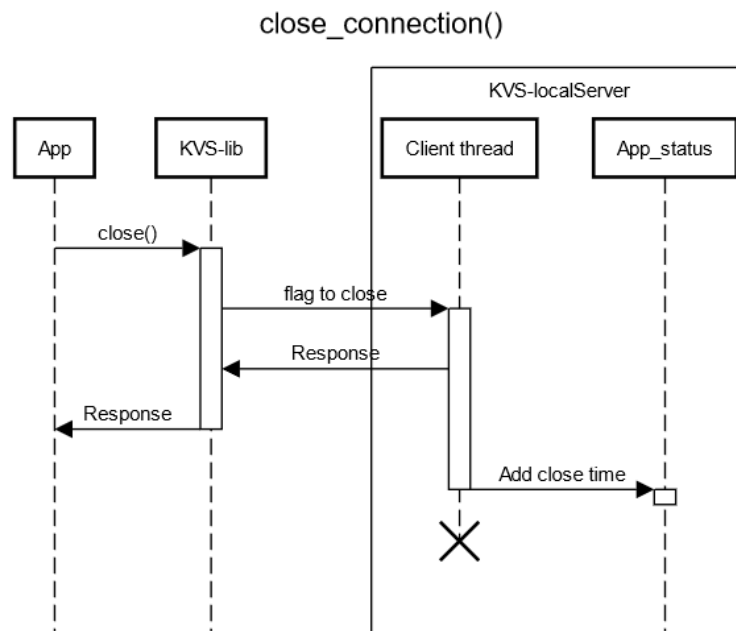 close_connection()
KVS-localServer
App
KVS-lib
Client thread
App_status
close()
flag to close
Response
Response
Add close time